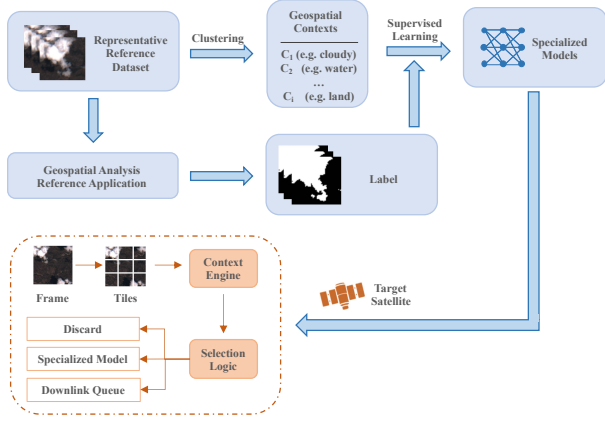 Representative
Reference
Dataset
Clustering
Geospatial
Contexts
C1 (e.g. cloudy)
C2 (e.g. water)
...
Ci (e.g. land)
Supervised
Learning
Specialized
Models
Geospatial Analysis
Reference Application
Label
Frame
Tiles
Context
Engine
Selection
Logic
Discard
Specialized Model
Downlink Queue
Target
Satellite